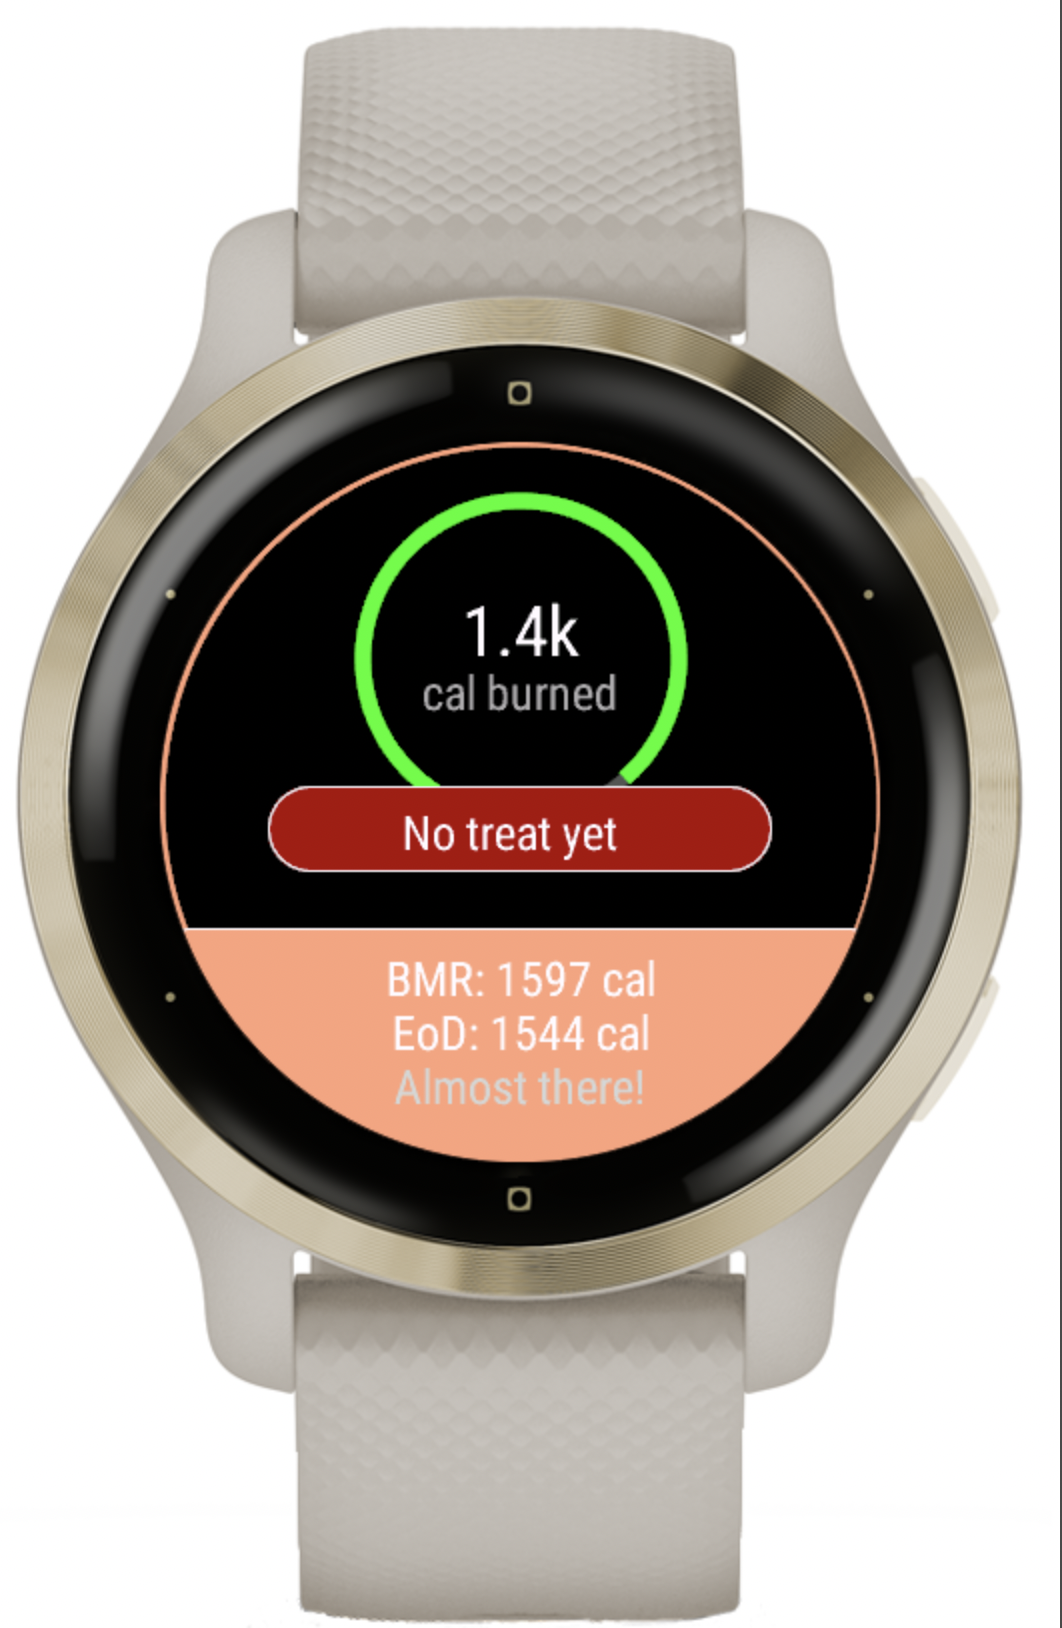 1.4k
cal burned
No treat yet
BMR: 1597 cal
EoD: 1544 cal
Almost there!